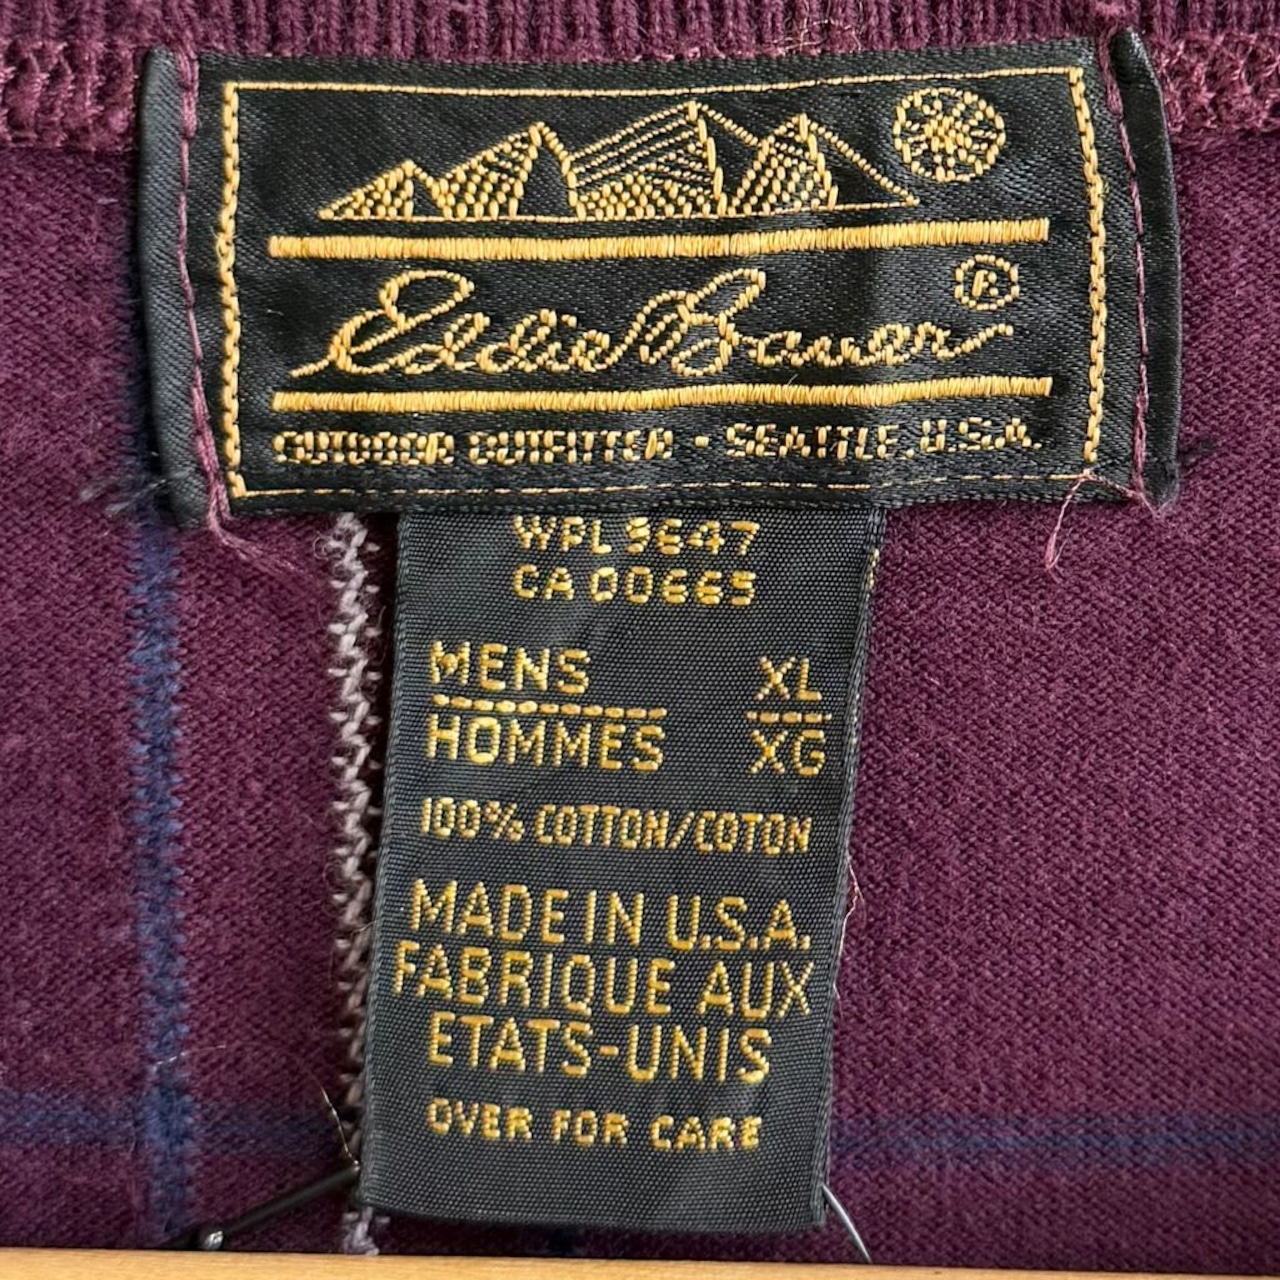 Eddie Bauer ®
OUTDOOR OUTFITTER - SEATTLE, U.S.A.
WPL 9647
CA 00665
MENS XL
HOMMES XG
100% COTTON/COTON
MADE IN U.S.A.
FABRIQUE AUX
ETATS-UNIS
OVER FOR CARE